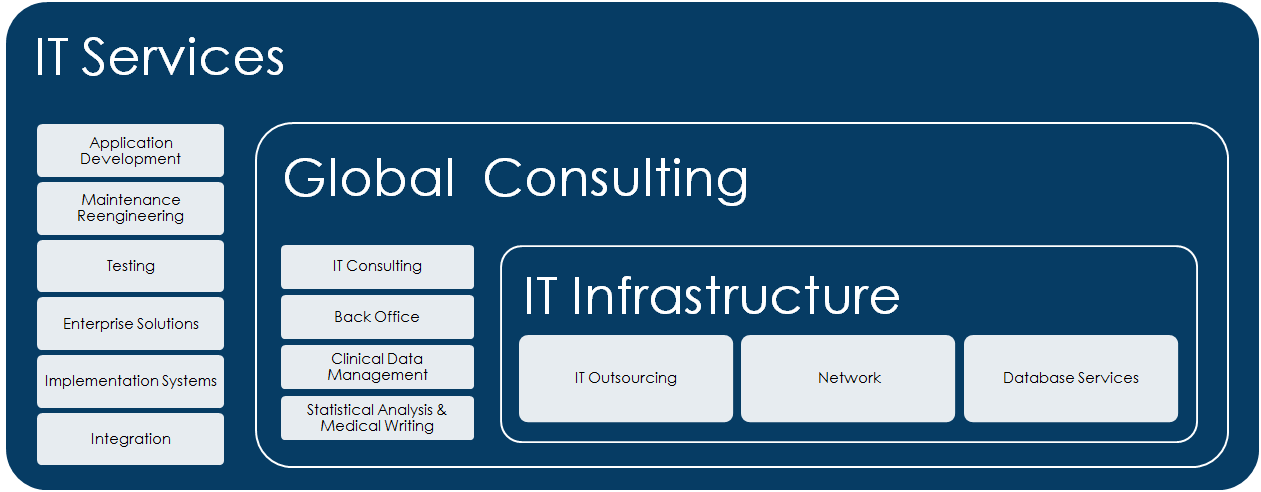 IT Services
Application
Development
Maintenance
Reengineering
Testing
Enterprise Solutions
Implementation Systems
Integration
Global Consulting
IT Consulting
Back Office
Clinical Data
Management
Statistical Analysis &
Medical Writing
IT Infrastructure
IT Outsourcing
Network
Database Services